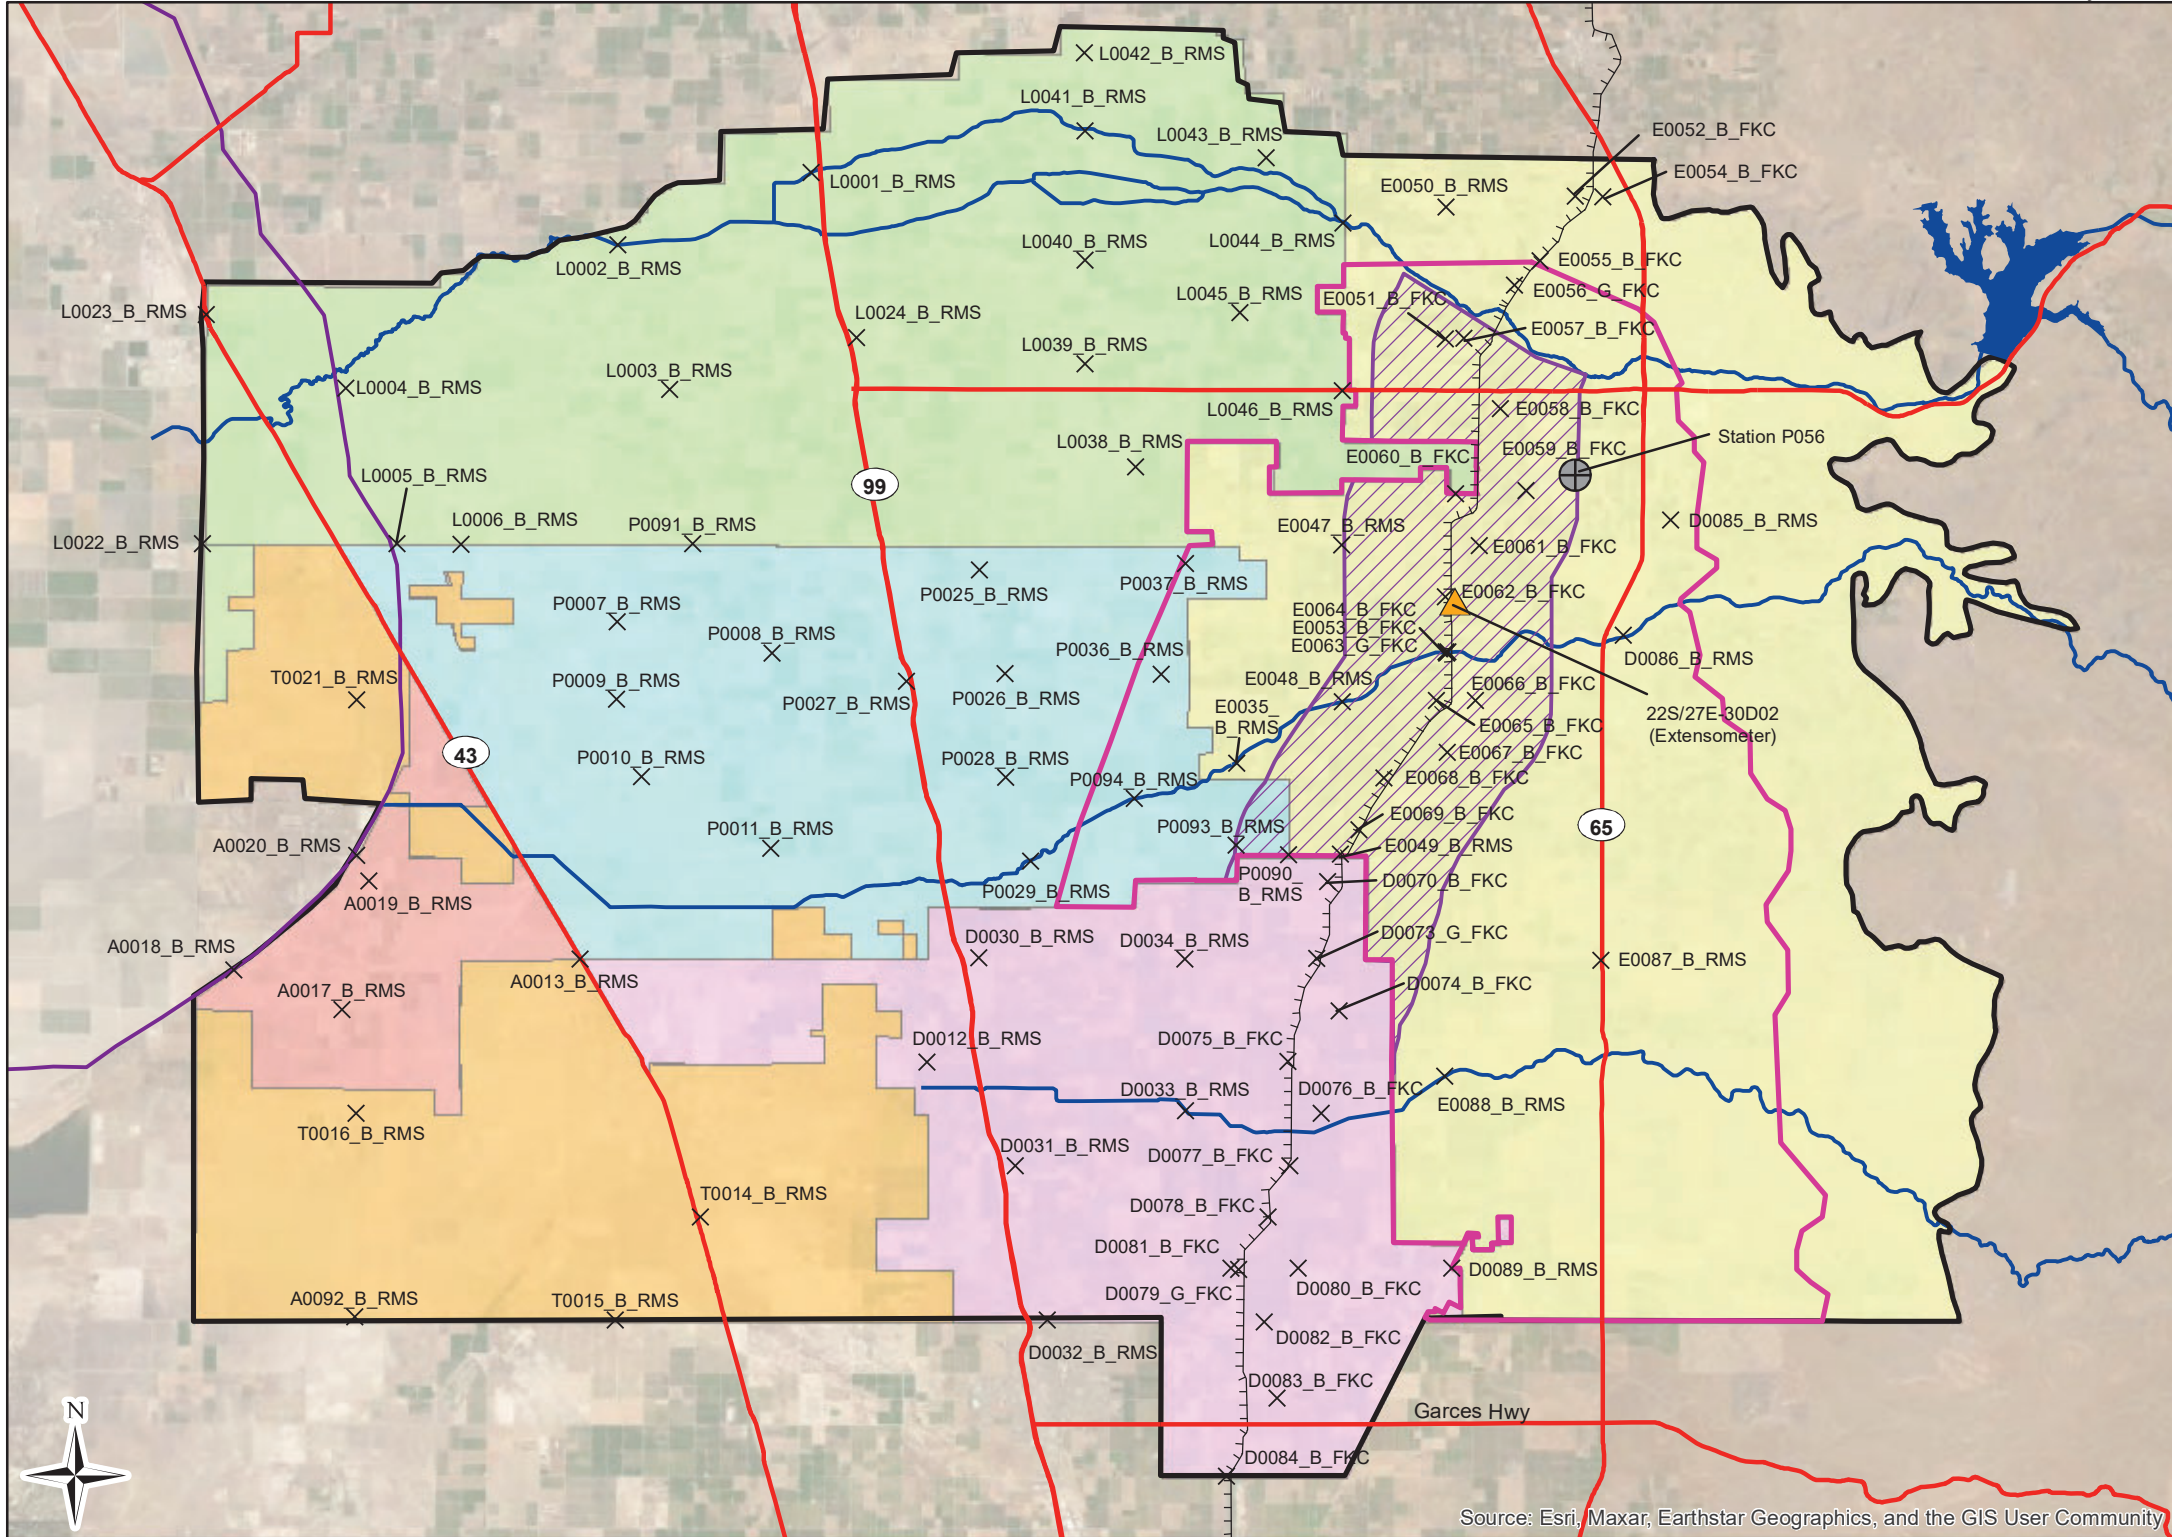 L0042_B_RMS
L0041_B_RMS
L0043_B_RMS
E0052_B_FKC
E0054_B_FKC
L0001_B_RMS
E0050_B_RMS
L0040_B_RMS
L0044_B_RMS
L0002_B_RMS
E0055_B_FKC
E0056_G_FKC
L0045_B_RMS
E0051_B_FKC
L0023_B_RMS
L0024_B_RMS
E0057_B_FKC
L0039_B_RMS
L0003_B_RMS
L0004_B_RMS
L0046_B_RMS
E0058_B_FKC
Station P056
L0038_B_RMS
E0059_B_FKC
E0060_B_FKC
L0005_B_RMS
99
L0006_B_RMS
P0091_B_RMS
E0047_B_RMS
D0085_B_RMS
L0022_B_RMS
E0061_B_FKC
P0037_B_RMS
P0025_B_RMS
E0062_B_FKC
P0007_B_RMS
E0064_B_FKC
E0053_B_FKC
E0063_G_FKC
P0008_B_RMS
P0036_B_RMS
D0086_B_RMS
T0021_B_RMS
P0009_B_RMS
P0027_B_RMS
P0026_B_RMS
E0048_B_RMS
E0066_B_FKC
E0035_
B_RMS
22S/27E-30D02
(Extensometer)
E0065_B_FKC
43
P0010_B_RMS
P0028_B_RMS
E0067_B_FKC
P0094_B_RMS
E0068_B_FKC
P0011_B_RMS
P0093_B_RMS
E0069_B_FKC
65
A0020_B_RMS
E0049_B_RMS
P0029_B_RMS
P0090_
B_RMS
D0070_B_FKC
A0019_B_RMS
A0018_B_RMS
D0030_B_RMS
D0034_B_RMS
D0073_G_FKC
E0087_B_RMS
A0013_B_RMS
A0017_B_RMS
D0074_B_FKC
D0012_B_RMS
D0075_B_FKC
D0033_B_RMS
D0076_B_FKC
E0088_B_RMS
T0016_B_RMS
D0031_B_RMS
D0077_B_FKC
T0014_B_RMS
D0078_B_FKC
D0081_B_FKC
D0089_B_RMS
D0079_G_FKC
D0080_B_FKC
A0092_B_RMS
T0015_B_RMS
D0082_B_FKC
D0032_B_RMS
D0083_B_FKC
Garces Hwy
N
D0084_B_FKC
Source: Esri, Maxar, Earthstar Geographics, and the GIS User Community